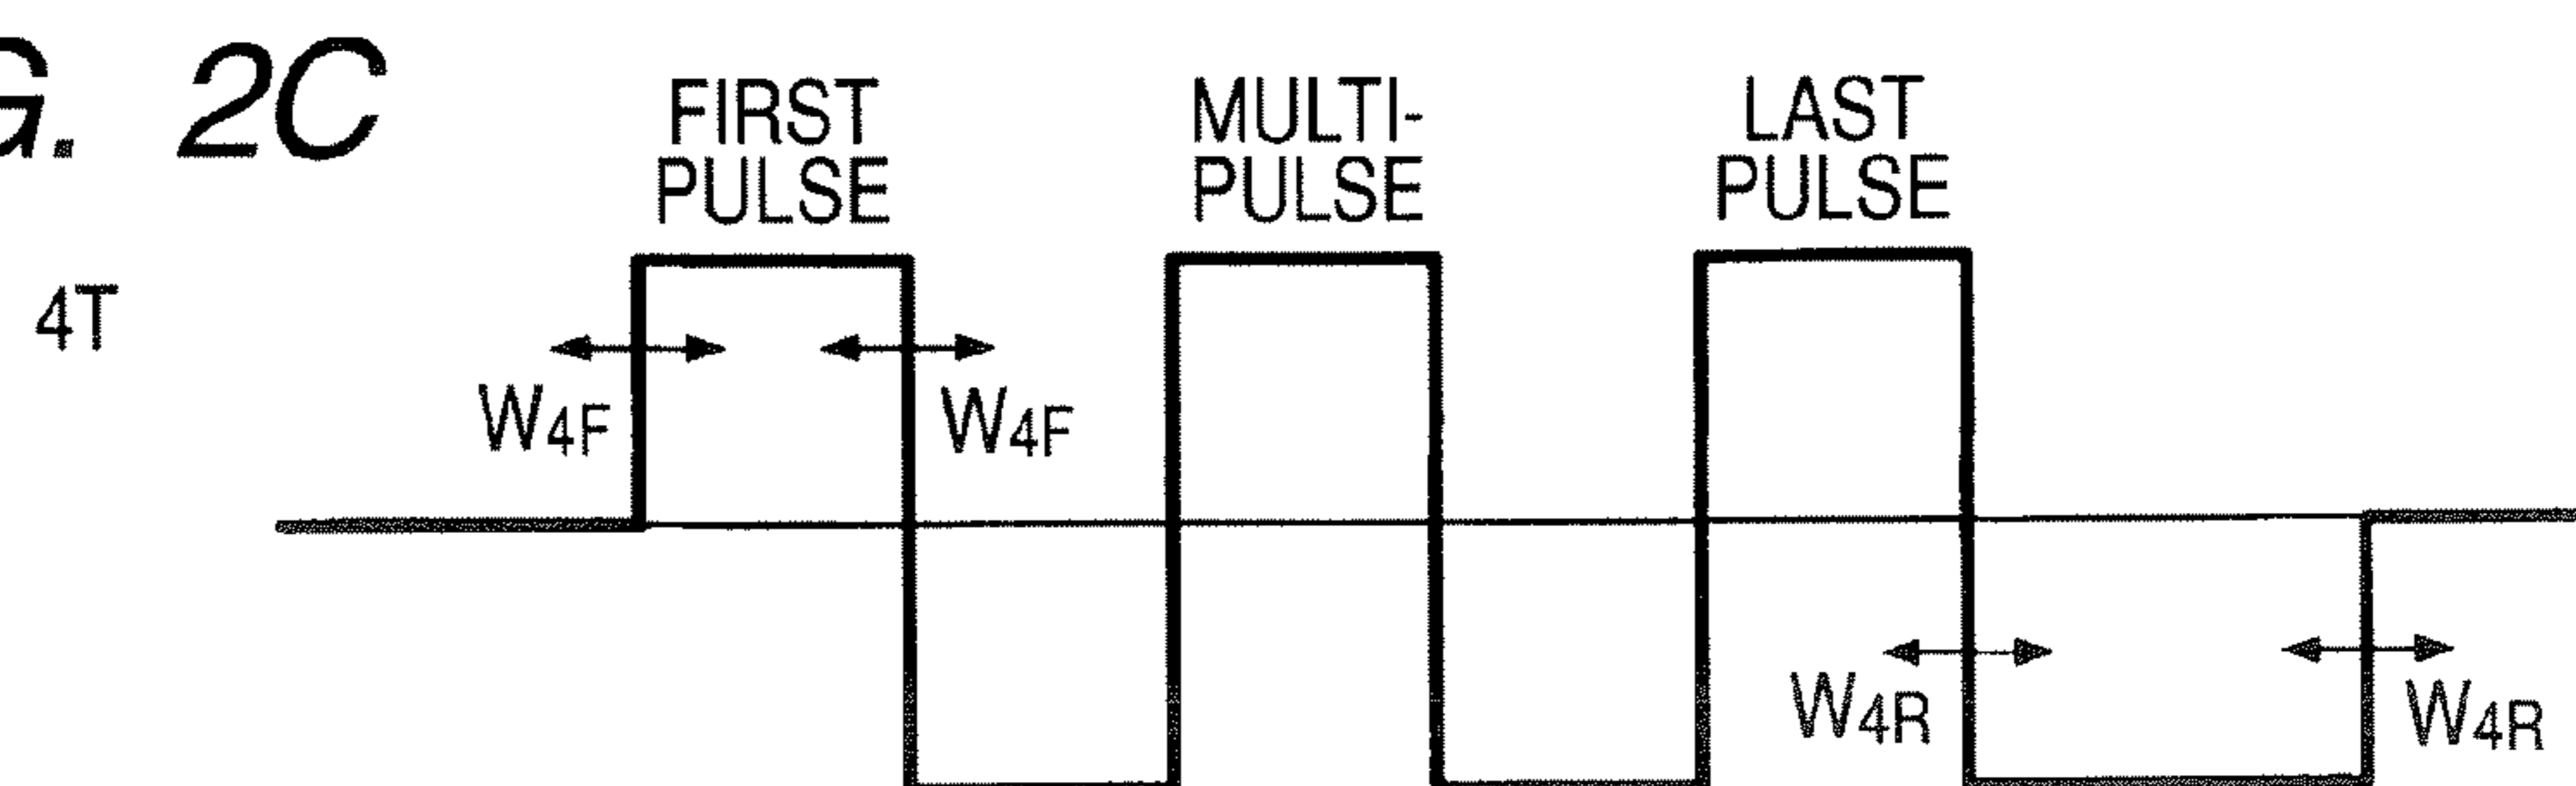 G. 2C
FIRST
PULSE
MULTI-
PULSE
LAST
PULSE
4T
W4F
W4F
W4R
W4R